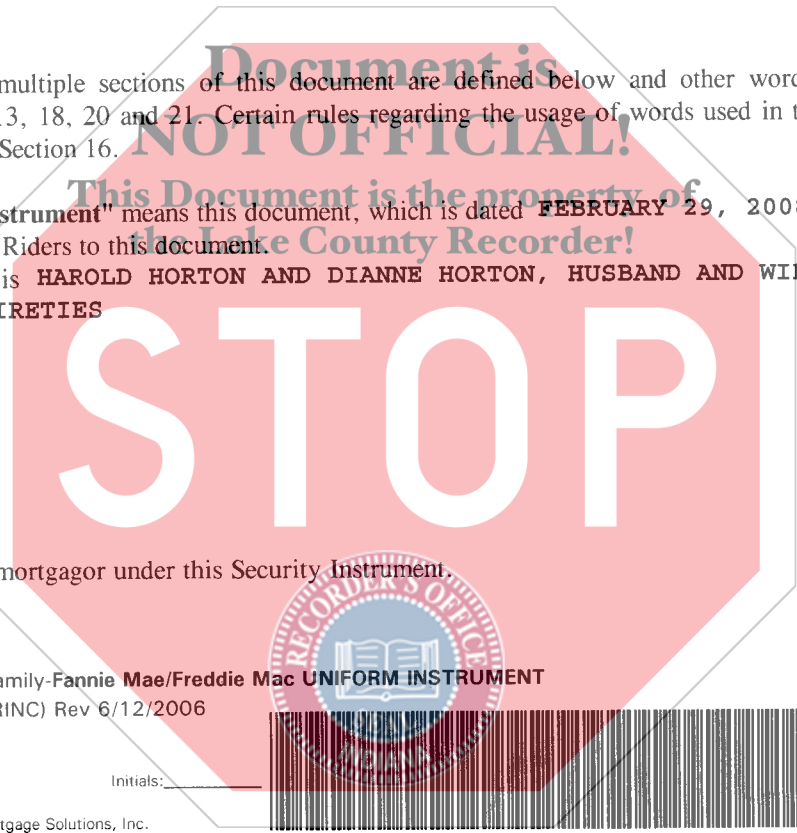 Document is
multiple sections of this document are defined below and other
13, 18, 20 and 21. Certain rules regarding the usage of words used in
NOT OFFICIAL!
Section 16.
This Document is the property of
strument" means this document, which is dated FEBRUARY 29, 2008
the Lake County Recorder!
Riders to this document.
is HAROLD HORTON AND DIANNE HORTON, HUSBAND AND
STOP
mortgagor under this Security Instrument.
RECORDER'S OFFICE
amily-Fannie Mae/Freddie Mac UNIFORM INSTRUMENT
RINC) Rev 6/12/2006
INDIANA
Initials:
tgage Solutions, Inc.